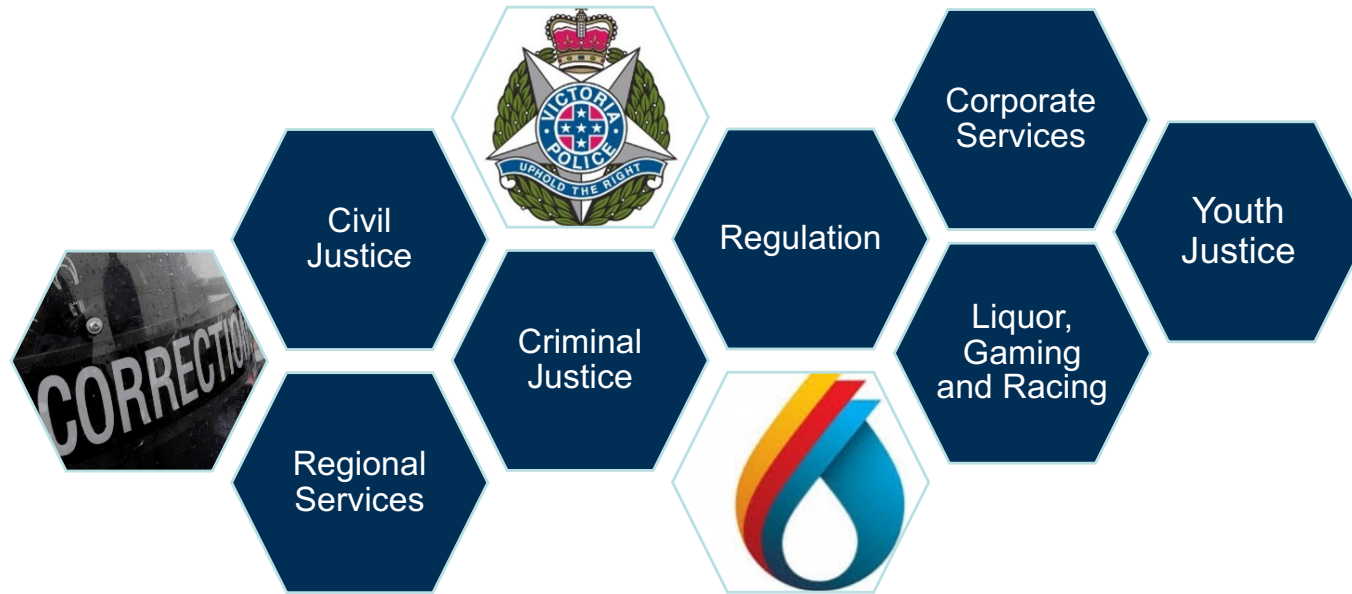 CORRECTION
Civil
Justice
Regional
Services
VICTORIA
POLICE
UPHOLD THE RIGHT
Criminal
Justice
Regulation
Corporate
Services
Liquor,
Gaming
and Racing
Youth
Justice